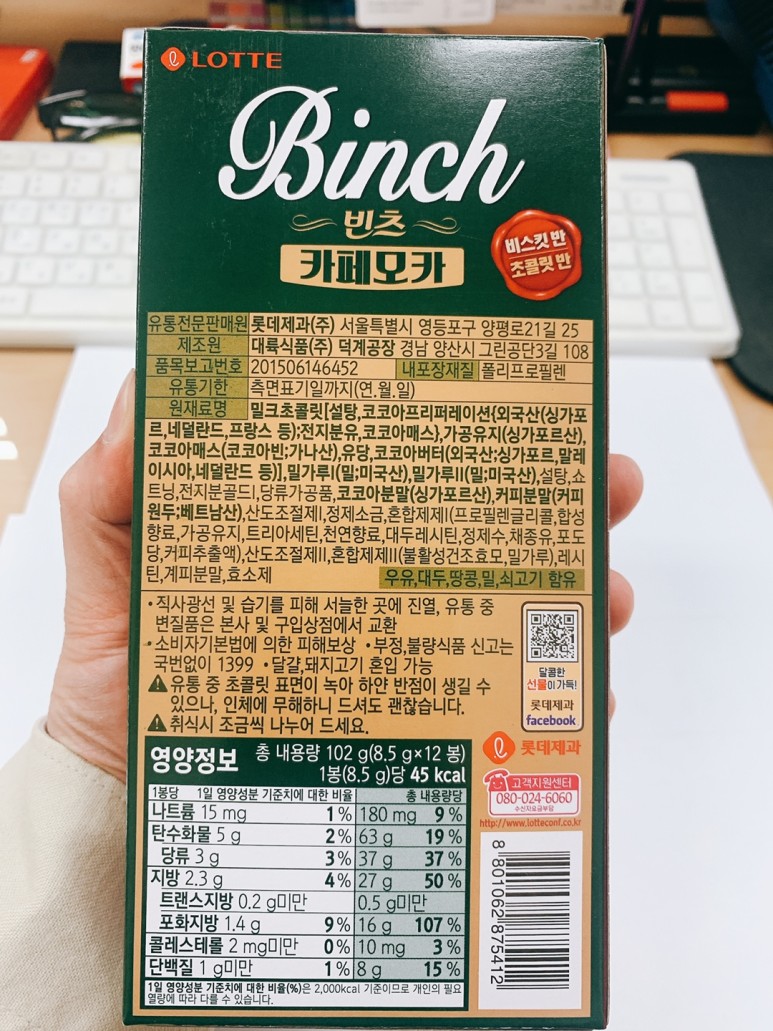 LOTTE
Binch
빈츠
카페모카
비스킷 반
초콜릿 반
유통전문판매원 롯데제과(주) 서울특별시 영등포구 양평로21길 25
제조원 대륙식품(주) 덕계공장 경남 양산시 그린공단3길 108
품목보고번호 201506146452 내포장재질 폴리프로필렌
유통기한 측면표기일까지(연.월.일)
원재료명 밀크초콜릿[설탕,코코아프리퍼레이션{외국산(싱가포
르,네덜란드,프랑스 등):전지분유,코코아매스},가공유지(싱가포르산),
코코아매스(코코아빈:가나산),유당,코코아버터(외국산:싱가포르,말레
이시아,네덜란드 등)],밀가루I(밀:미국산),밀가루II(밀:미국산),설탕,쇼
트닝,전지분골드I,당류가공품,코코아분말(싱가포르산),커피분말(커피
원두:베트남산),산도조절제I,정제소금,혼합제제I(프로필렌글리콜,합성
향료,가공유지,트리아세틴,천연향료,대두레시틴,정제수,채종유,포도
당,커피추출액),산도조절제II,혼합제제II(불활성건조효모,밀가루),레시
틴,계피분말,효소제
우유,대두,땅콩,밀,쇠고기 함유
•직사광선 및 습기를 피해 서늘한 곳에 진열, 유통 중
변질품은 본사 및 구입상점에서 교환
•소비자기본법에 의한 피해보상 •부정,불량식품 신고는
국번없이 1399 •달걀,돼지고기 혼입 가능
유통 중 초콜릿 표면이 녹아 하얀 반점이 생길 수
있으나, 인체에 무해하니 드셔도 괜찮습니다.
취식시 조금씩 나누어 드세요.
달콤한
선물이 가득!
롯데제과
facebook
롯데제과
고객지원센터
080-024-6060
수신자요금부담
http://www.lotteconf.co.kr
8 801062 875412
영양정보 총 내용량 102 g(8.5 g×12 봉)
1봉(8.5 g)당 45 kcal
1봉당 1일 영양성분 기준치에 대한 비율 총 내용량당
나트륨 15 mg 1% 180 mg 9%
탄수화물 5 g 2% 63 g 19%
당류 3 g 3% 37 g 37%
지방 2.3 g 4% 27 g 50%
트랜스지방 0.2 g미만 0.5 g미만
포화지방 1.4 g 9% 16 g 107%
콜레스테롤 2 mg미만 0% 10 mg 3%
단백질 1 g미만 1% 8 g 15%
1일 영양성분 기준치에 대한 비율(%)은 2,000kcal 기준이므로 개인의 필요
열량에 따라 다를 수 있습니다.